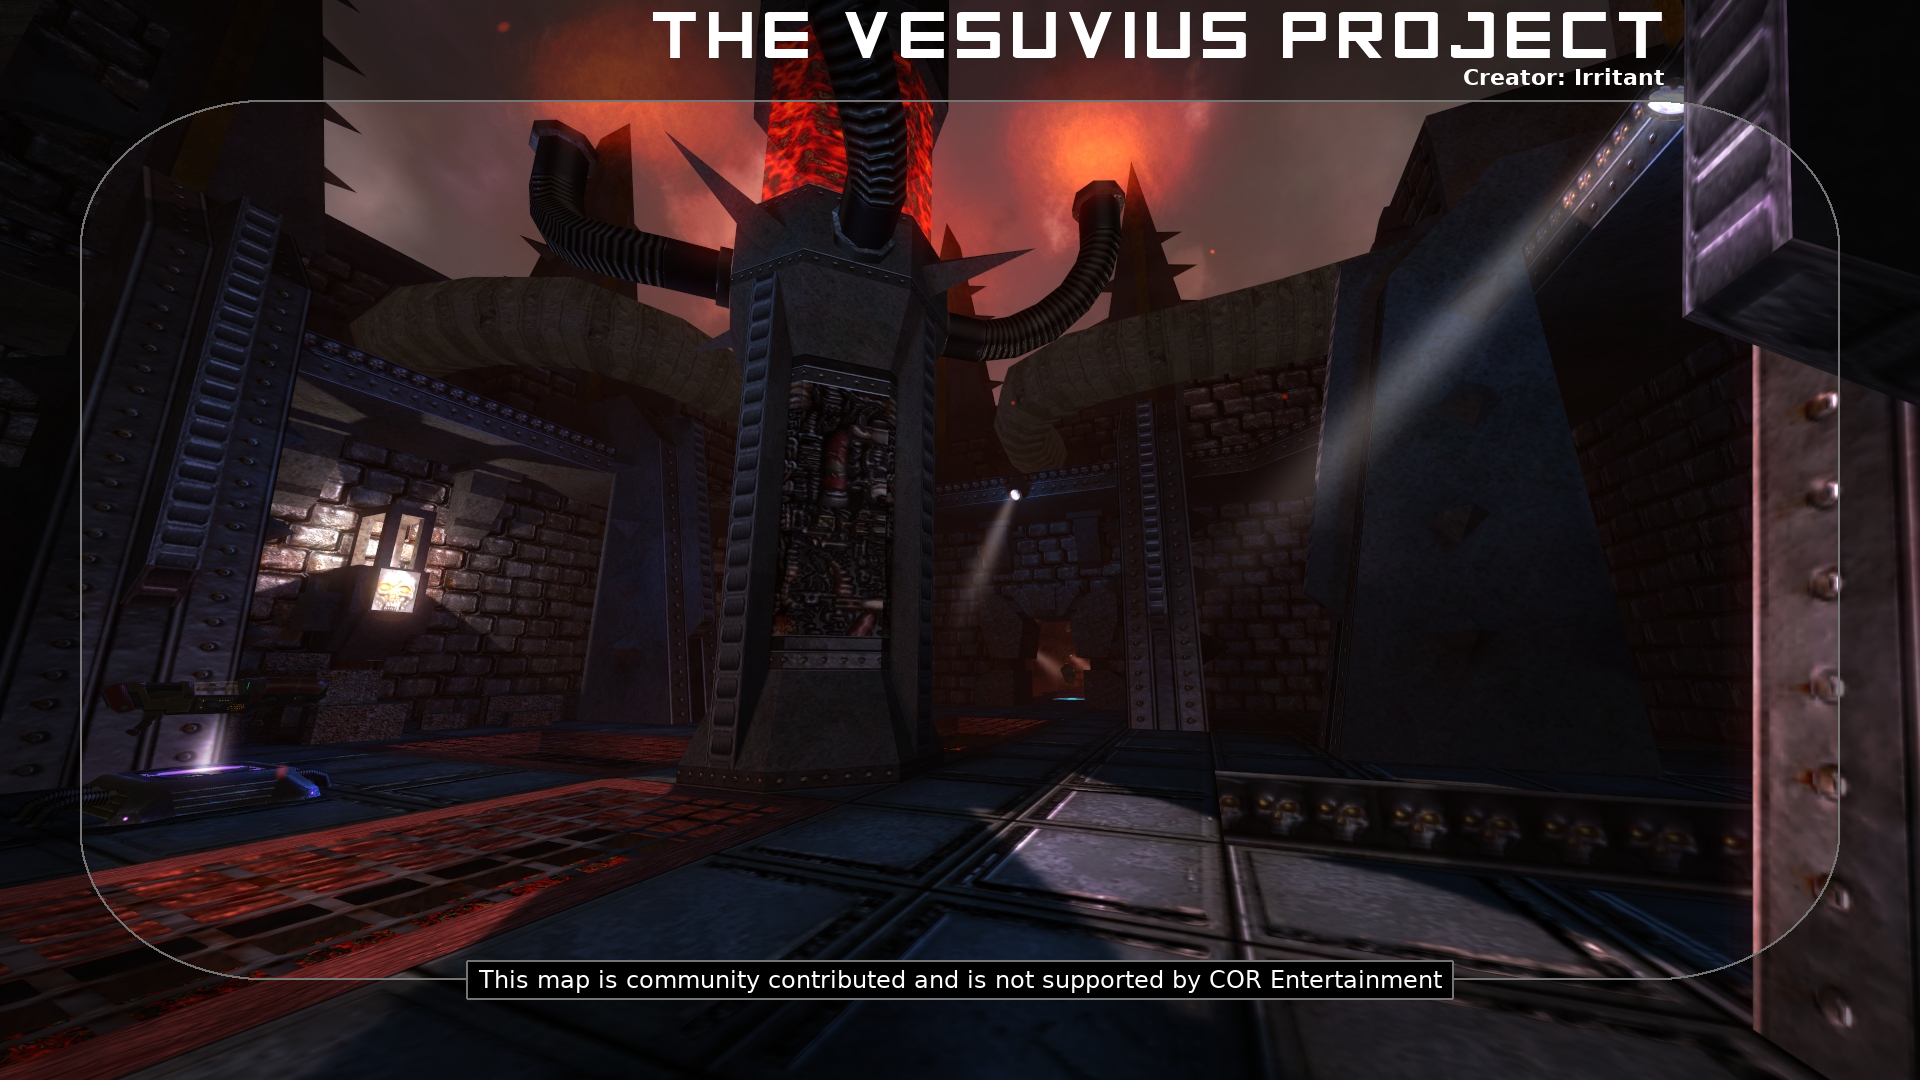 THE VESUVIUS PROJECT
Creator: Irritant
This map is community contributed and is not supported by COR Entertainment